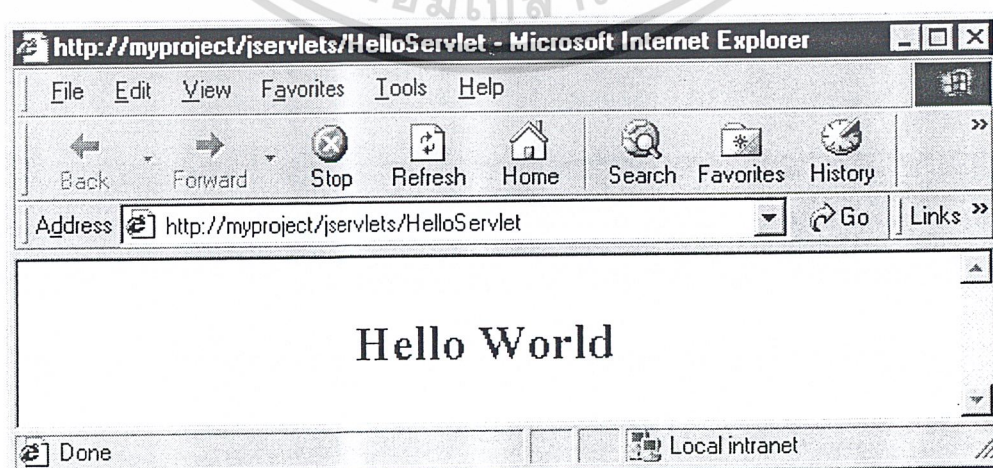 http://myproject/jservlets/HelloServlet - Microsoft Internet Explorer
File Edit View Favorites Tools Help
Back Forward Stop Refresh Home Search Favorites History »
Address http://myproject/jservlets/HelloServlet Go Links »
Hello World
Done Local intranet